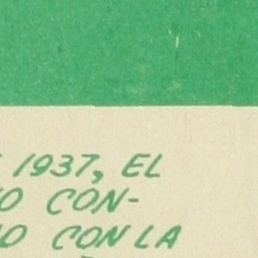 1937, EL
O CON-
O CON LA